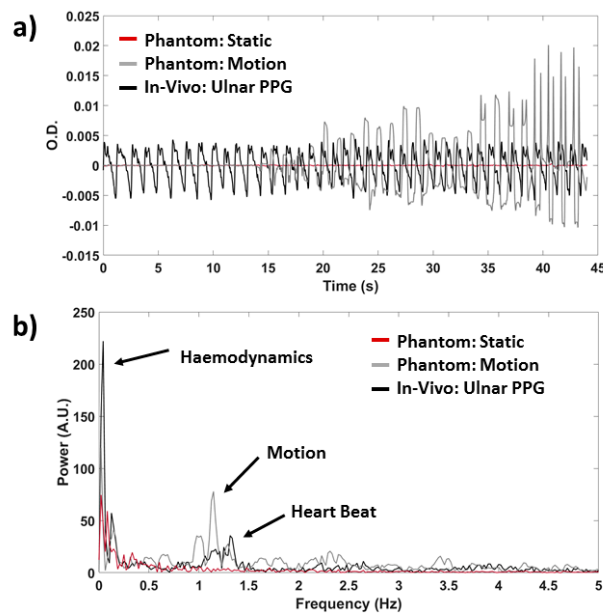 a)
0.025
0.02
0.015
0.01
0.005
0
-0.005
-0.01
-0.015
O.D.
Phantom: Static
Phantom: Motion
In-Vivo: Ulnar PPG
0 5 10 15 20 25 30 35 40 45
Time (s)
b)
250
200
150
100
50
0
Power (A.U.)
Haemodynamics
Phantom: Static
Phantom: Motion
In-Vivo: Ulnar PPG
Motion
Heart Beat
0 0.5 1 1.5 2 2.5 3 3.5 4 4.5 5
Frequency (Hz)